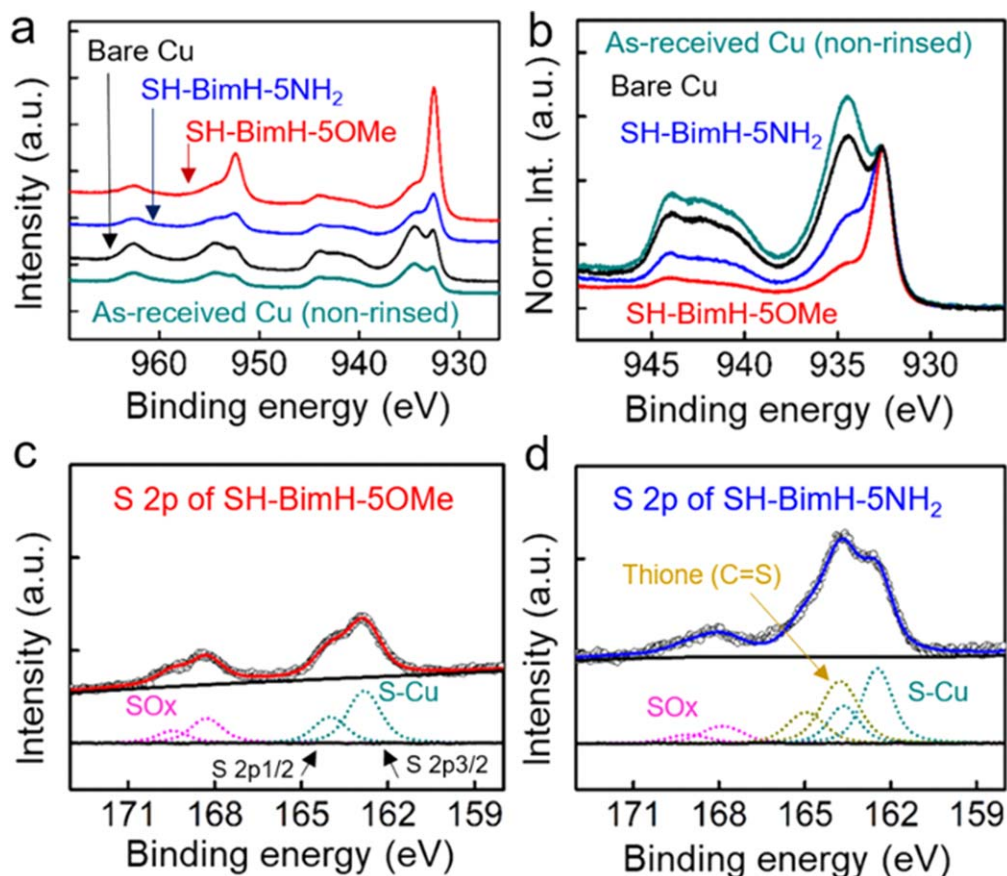 a
Bare Cu
SH-BimH-5NH₂
SH-BimH-5OMe
As-received Cu (non-rinsed)
Intensity (a.u.)
960 950 940 930
Binding energy (eV)
b
As-received Cu (non-rinsed)
Bare Cu
SH-BimH-5NH₂
SH-BimH-5OMe
Norm. Int. (a.u.)
945 940 935 930
Binding energy (eV)
c
S 2p of SH-BimH-5OMe
SOx
S-Cu
S 2p1/2
S 2p3/2
Intensity (a.u.)
171 168 165 162 159
Binding energy (eV)
d
S 2p of SH-BimH-5NH₂
Thione (C=S)
SOx
S-Cu
Intensity (a.u.)
171 168 165 162 159
Binding energy (eV)